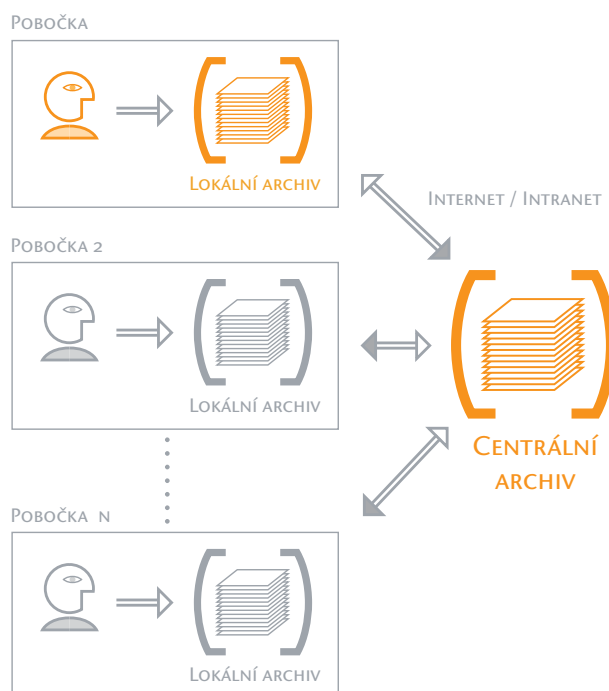 Pobočka
Lokální archiv
Internet / Intranet
Pobočka 2
Lokální archiv
Centrální
archiv
Pobočka n
Lokální archiv